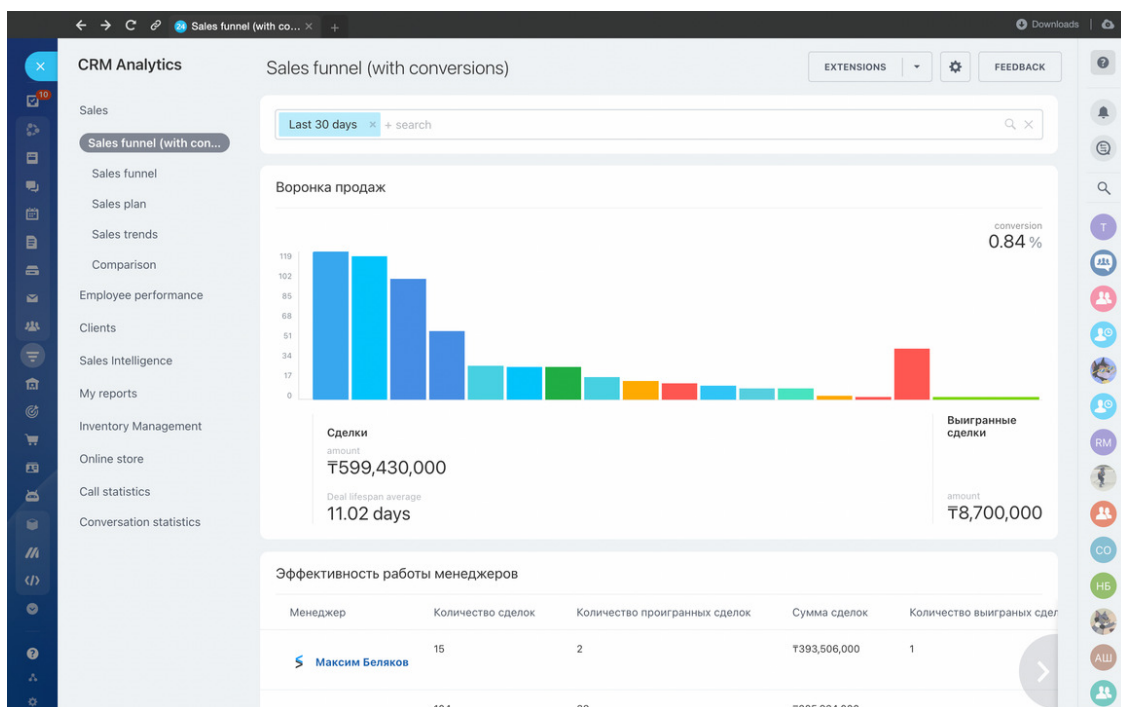 24 Sales funnel (with co...
Downloads
CRM Analytics
Sales funnel (with conversions)
EXTENSIONS
FEEDBACK
10
Sales
Last 30 days × + search
Sales funnel (with con...
Sales funnel
Sales plan
Sales trends
Comparison
Employee performance
Clients
Sales Intelligence
My reports
Inventory Management
Online store
Call statistics
Conversation statistics
Воронка продаж
conversion
0.84 %
119
102
85
68
51
34
17
0
Сделки
amount
₸599,430,000
Deal lifespan average
11.02 days
Выигранные
сделки
amount
₸8,700,000
Эффективность работы менеджеров
Менеджер Количество сделок Количество проигранных сделок Сумма сделок Количество выиграных сдел
Максим Беляков 15 2 ₸393,506,000 1
T
RM
CO
НБ
АШ